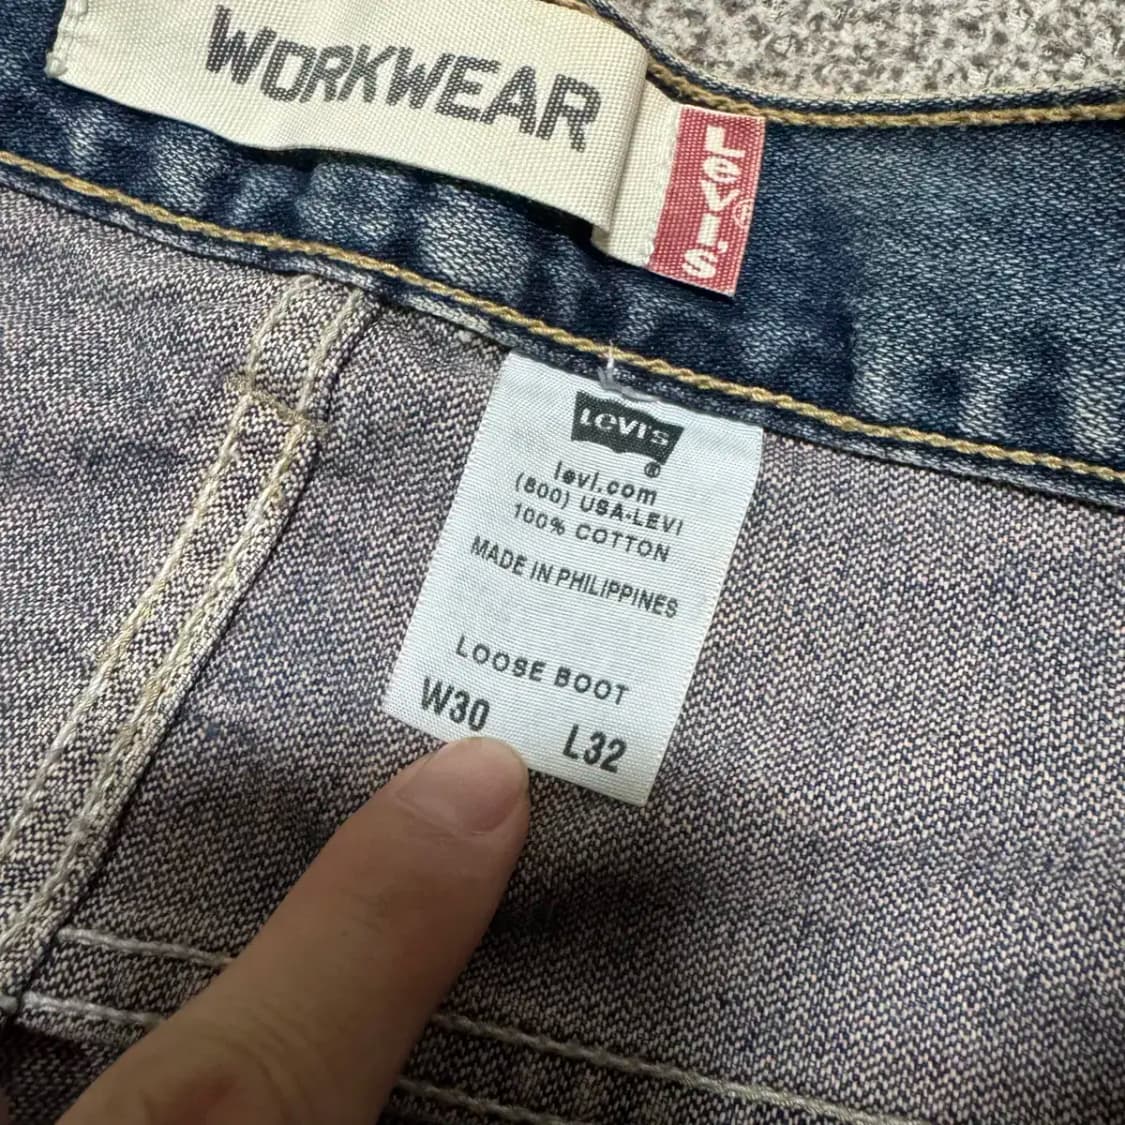 WORKWEAR
LEVI'S
LEVI'S
levi.com
(800) USA-LEVI
100% COTTON
MADE IN PHILIPPINES
LOOSE BOOT
W30 L32